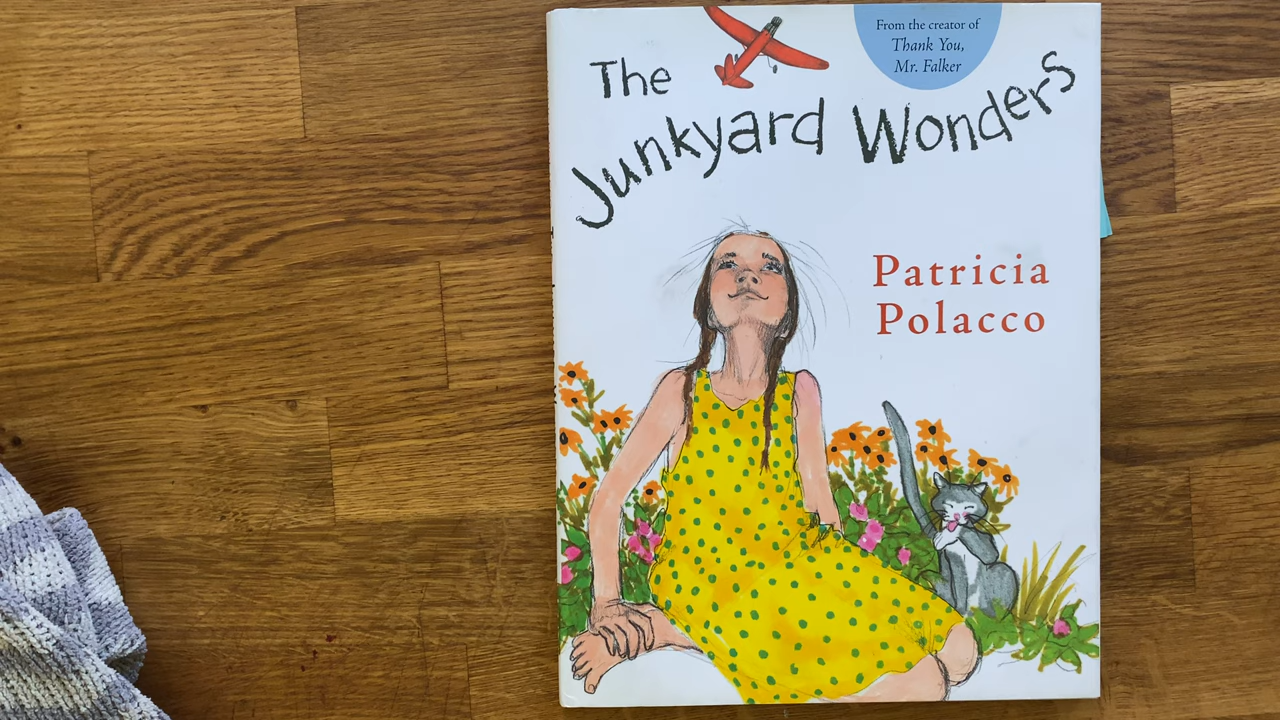 From the creator of
Thank You,
Mr. Falker
The
Junkyard Wonders
Patricia
Polacco